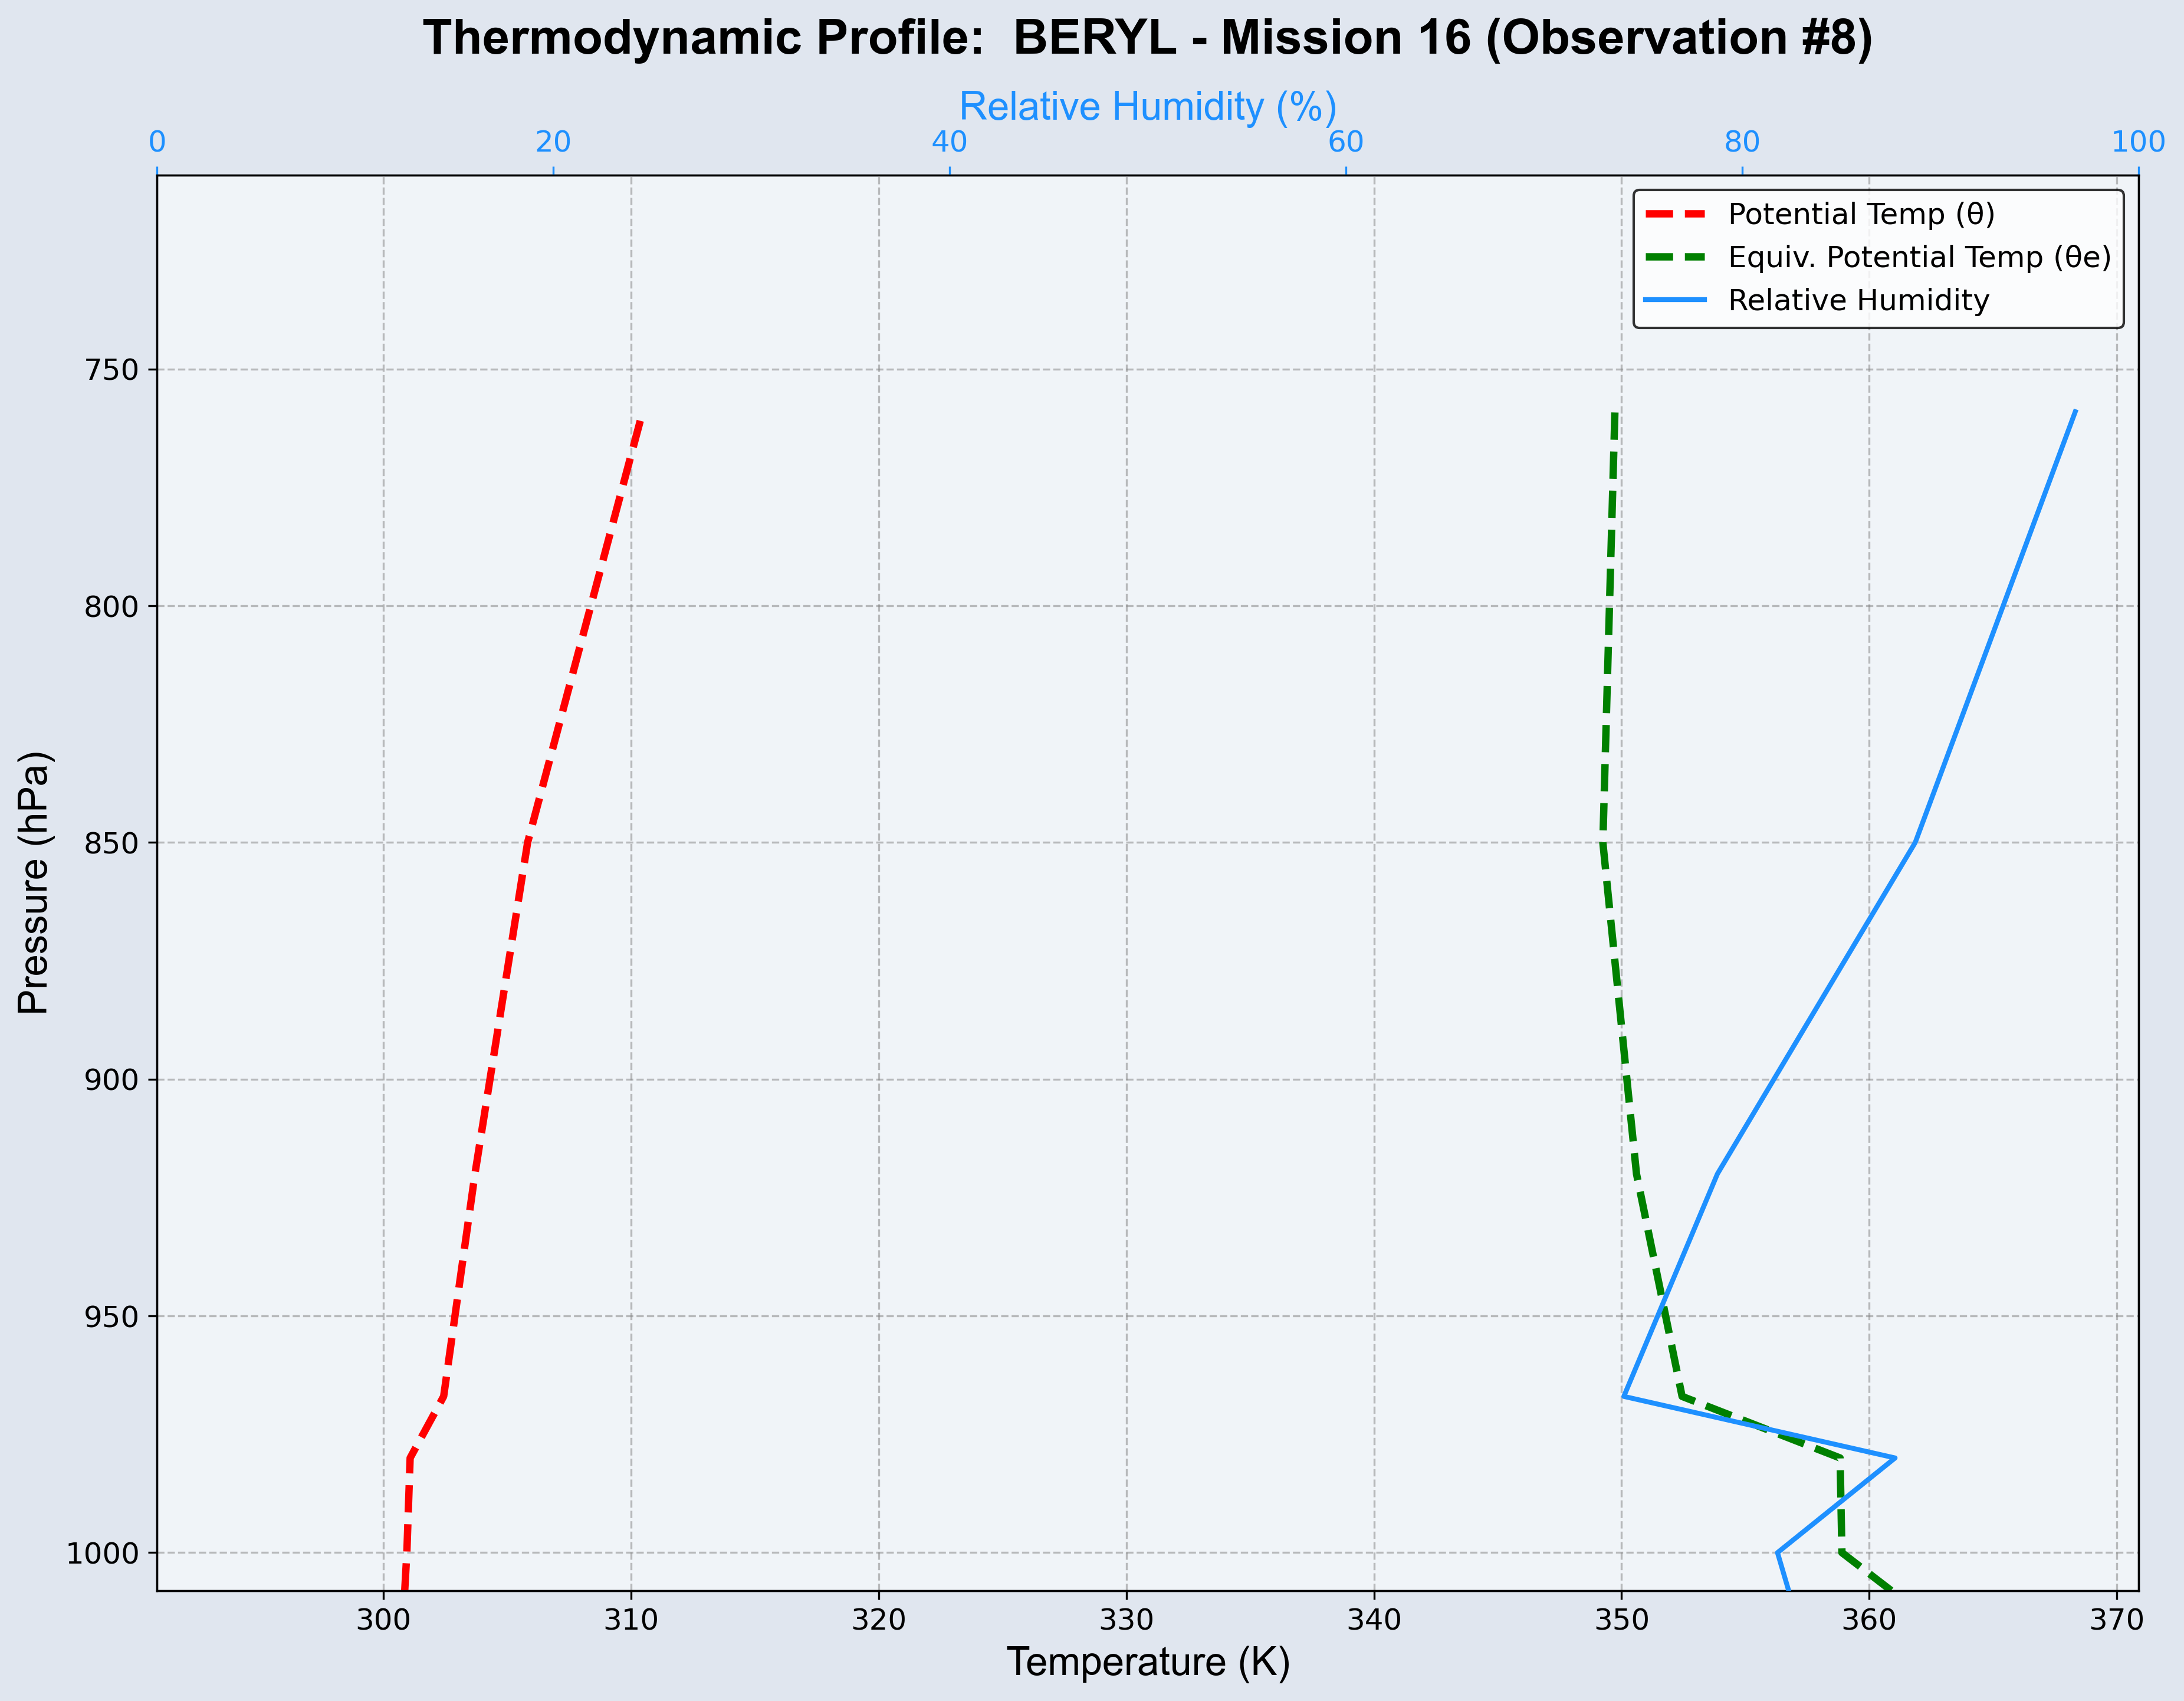 Thermodynamic Profile:  BERYL - Mission 16 (Observation #8)
Relative Humidity (%)
0 20 40 60 80 100
Potential Temp (θ)
Equiv. Potential Temp (θe)
Relative Humidity
750
800
850
900
950
1000
Pressure (hPa)
300 310 320 330 340 350 360 370
Temperature (K)